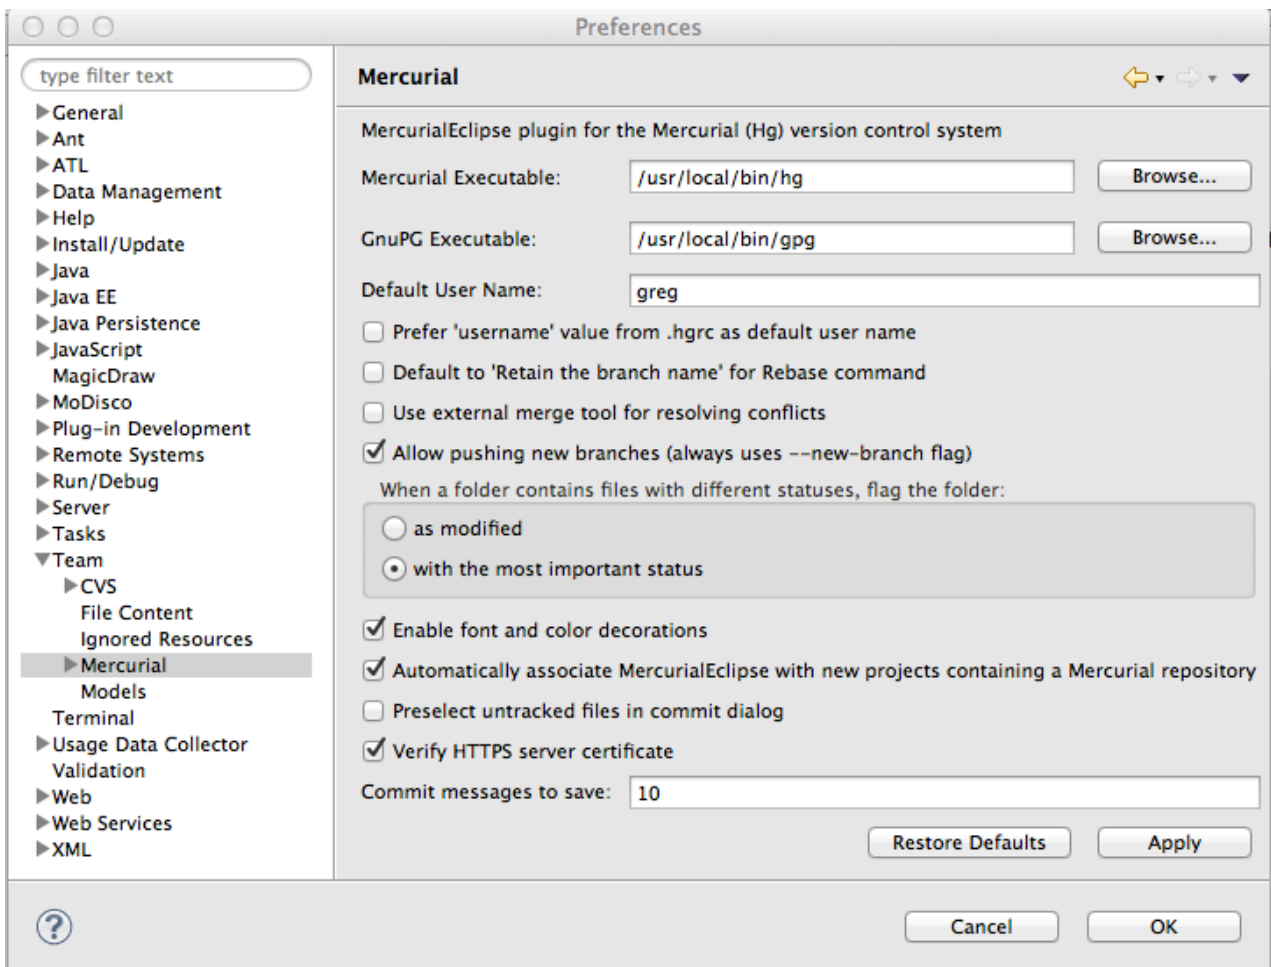 Preferences
type filter text
General
Ant
ATL
Data Management
Help
Install/Update
Java
Java EE
Java Persistence
JavaScript
MagicDraw
MoDisco
Plug-in Development
Remote Systems
Run/Debug
Server
Tasks
Team
CVS
File Content
Ignored Resources
Mercurial
Models
Terminal
Usage Data Collector
Validation
Web
Web Services
XML
Mercurial
MercurialEclipse plugin for the Mercurial (Hg) version control system
Mercurial Executable: /usr/local/bin/hg Browse...
GnuPG Executable: /usr/local/bin/gpg Browse...
Default User Name: greg
Prefer 'username' value from .hgrc as default user name
Default to 'Retain the branch name' for Rebase command
Use external merge tool for resolving conflicts
Allow pushing new branches (always uses --new-branch flag)
When a folder contains files with different statuses, flag the folder:
as modified
with the most important status
Enable font and color decorations
Automatically associate MercurialEclipse with new projects containing a Mercurial repository
Preselect untracked files in commit dialog
Verify HTTPS server certificate
Commit messages to save: 10
Restore Defaults Apply
? Cancel OK